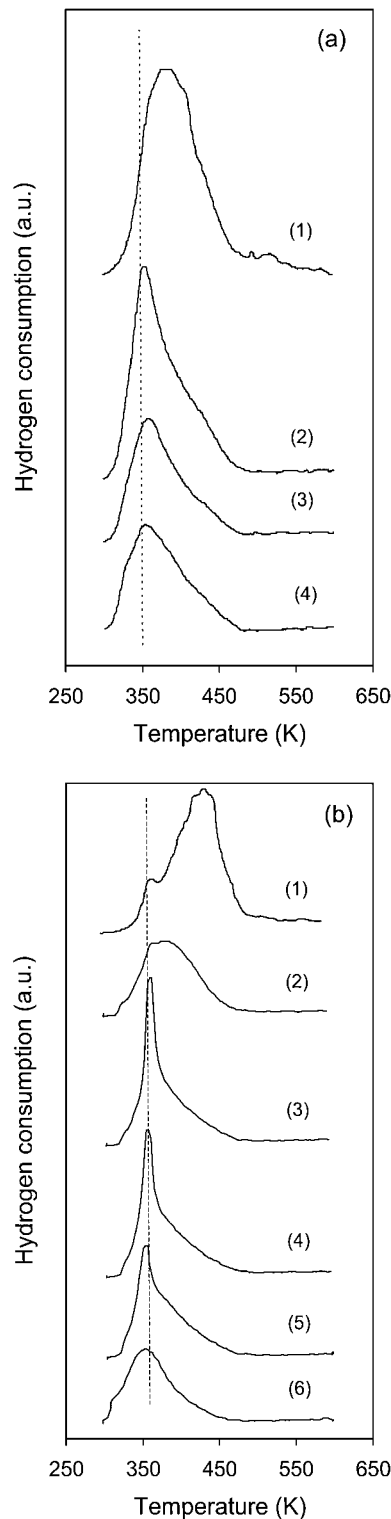 (a)
Hydrogen consumption (a.u.)
(1)
(2)
(3)
(4)
250 350 450 550 650
Temperature (K)
(b)
Hydrogen consumption (a.u.)
(1)
(2)
(3)
(4)
(5)
(6)
250 350 450 550 650
Temperature (K)